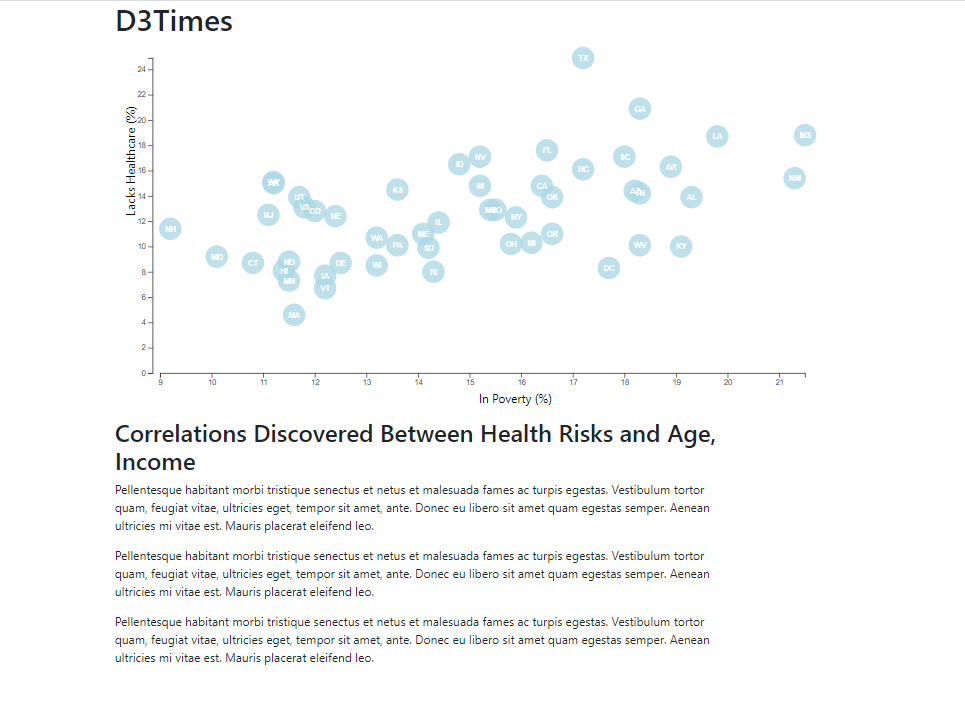 D3Times
TX
24
22
GA
Lacks Healthcare (%)
20
LA
MS
18
FL
NV
SC
ID
NC
AR
16
NM
AK
IN
CA
KS
AZ
TN
14
UT
OK
AL
VA
CO
MO
NJ
NE
NY
12
IL
NH
ME
OR
WA
PA
OH
MI
WV
KY
10
SD
MD
CT
ND
DE
WI
DC
HI
RI
8
IA
MN
VT
6
MA
4
2
0
9 10 11 12 13 14 15 16 17 18 19 20 21
In Poverty (%)
Correlations Discovered Between Health Risks and Age,
Income
Pellentesque habitant morbi tristique senectus et netus et malesuada fames ac turpis egestas. Vestibulum tortor
quam, feugiat vitae, ultricies eget, tempor sit amet, ante. Donec eu libero sit amet quam egestas semper. Aenean
ultricies mi vitae est. Mauris placerat eleifend leo.
Pellentesque habitant morbi tristique senectus et netus et malesuada fames ac turpis egestas. Vestibulum tortor
quam, feugiat vitae, ultricies eget, tempor sit amet, ante. Donec eu libero sit amet quam egestas semper. Aenean
ultricies mi vitae est. Mauris placerat eleifend leo.
Pellentesque habitant morbi tristique senectus et netus et malesuada fames ac turpis egestas. Vestibulum tortor
quam, feugiat vitae, ultricies eget, tempor sit amet, ante. Donec eu libero sit amet quam egestas semper. Aenean
ultricies mi vitae est. Mauris placerat eleifend leo.